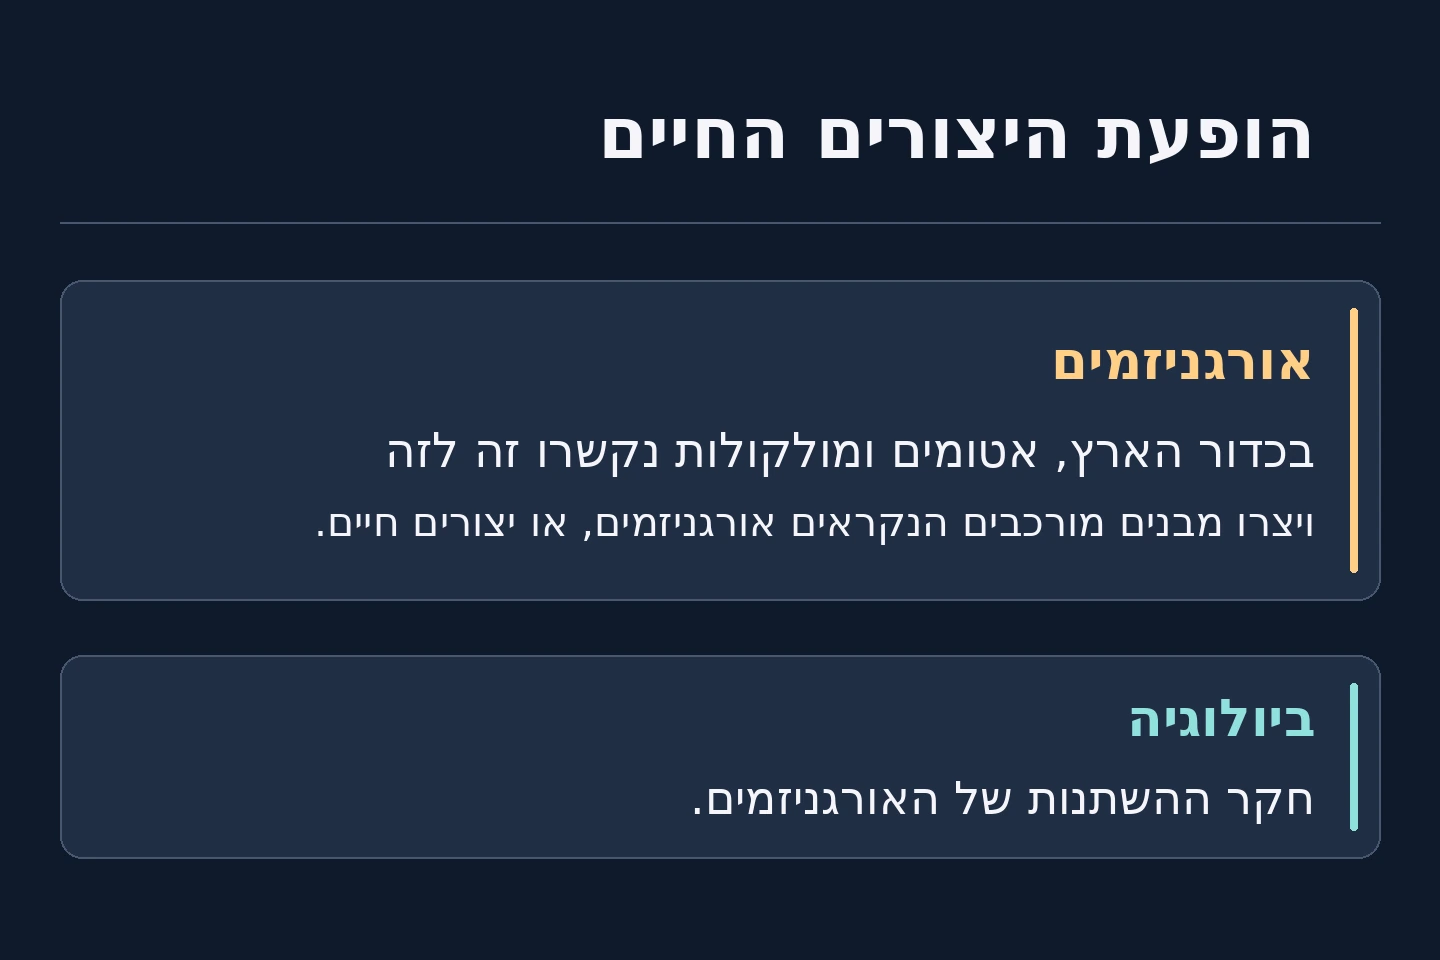 הופעת היצורים החיים
אורגניזמים
בכדור הארץ, אטומים ומולקולות נקשרו זה לזה
ויצרו מבנים מורכבים הנקראים אורגניזמים, או יצורים חיים.
ביולוגיה
חקר ההשתנות של האורגניזמים.